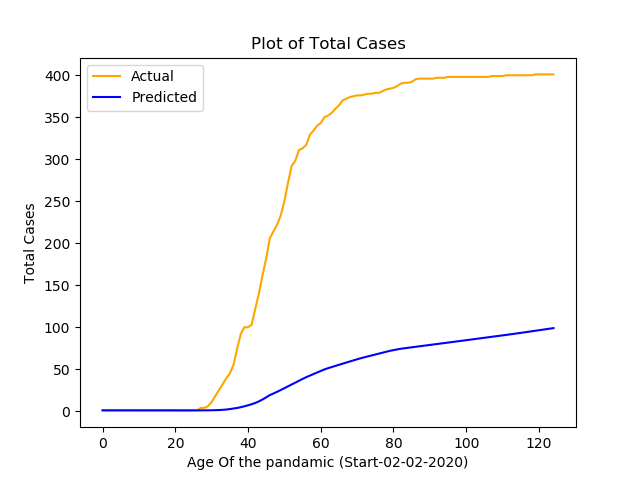 Plot of Total Cases
Actual
Predicted
400
350
300
250
200
150
100
50
0
Total Cases
0 20 40 60 80 100 120
Age Of the pandamic (Start-02-02-2020)